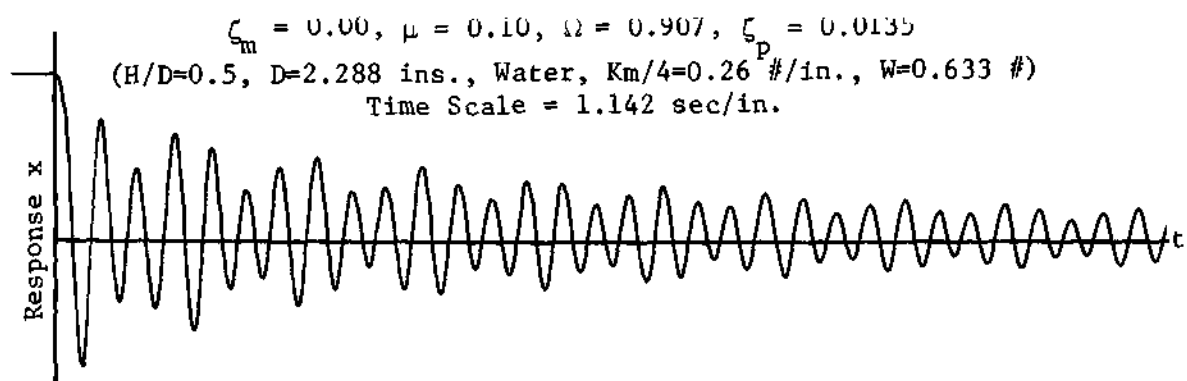 ζm = 0.00, μ = 0.10, Ω = 0.907, ζp = 0.0135
(H/D=0.5, D=2.288 ins., Water, Km/4=0.26 #/in., W=0.633 #)
Time Scale = 1.142 sec/in.
Response x
t